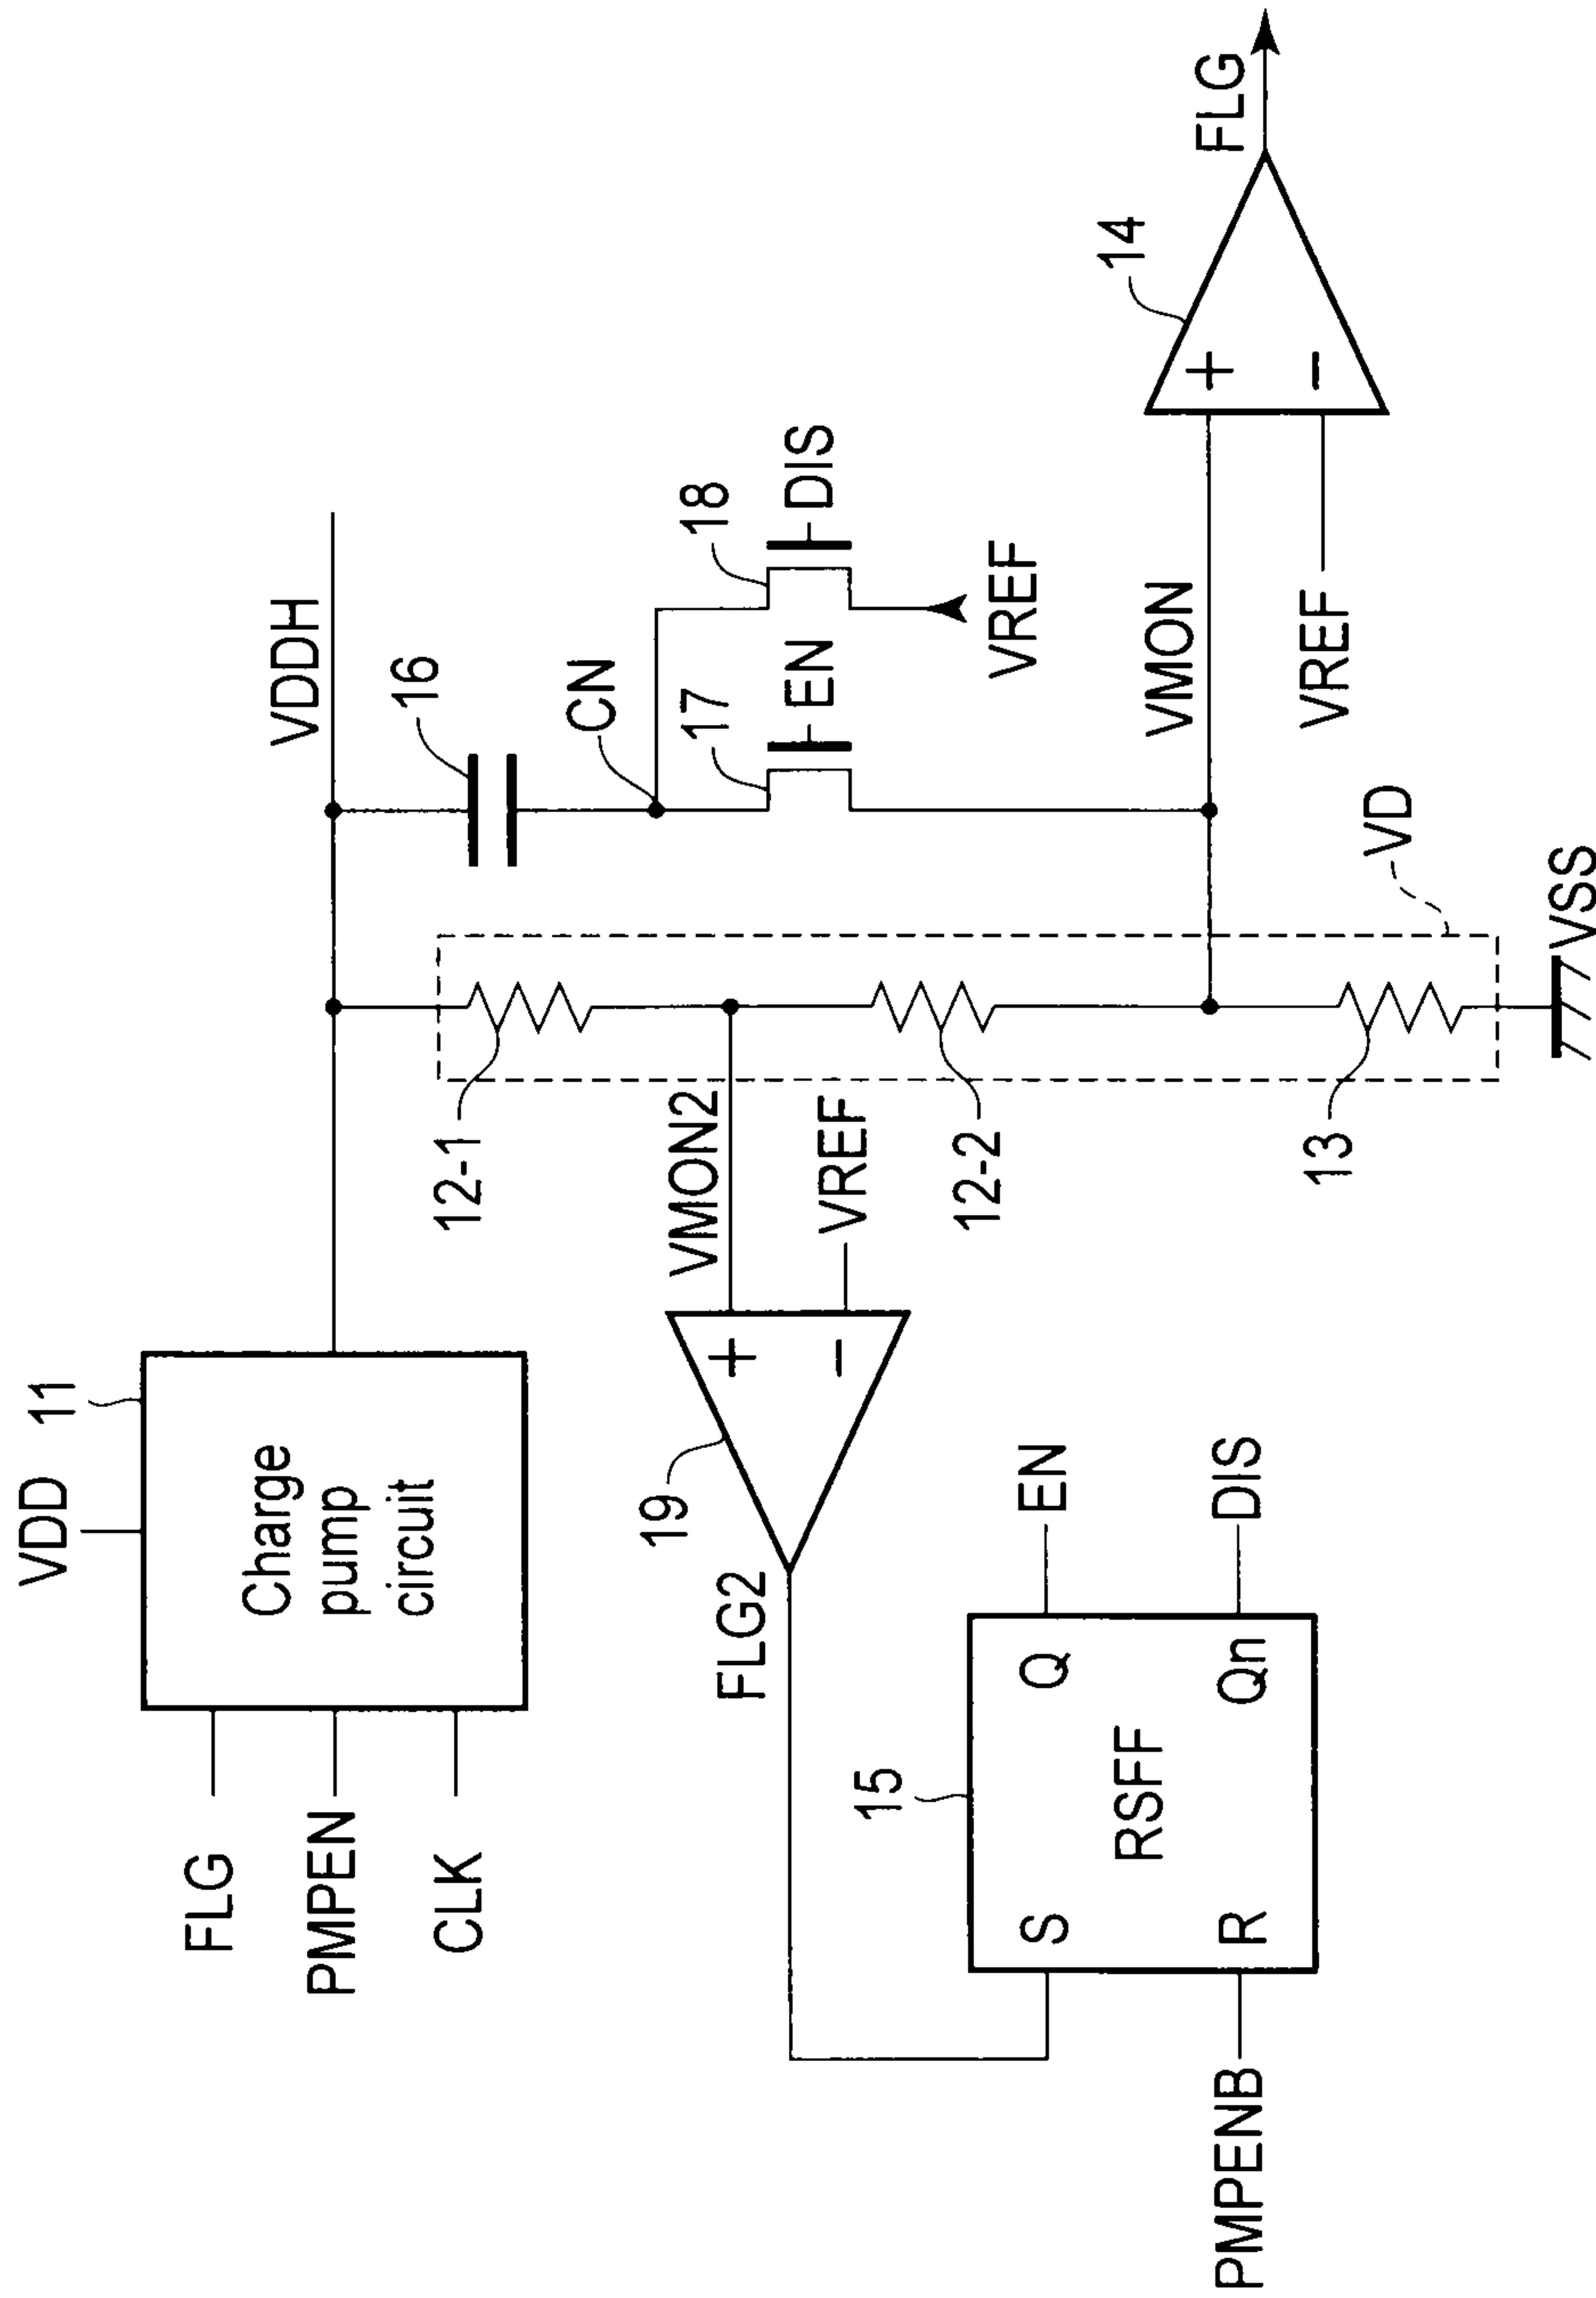 VDD
11
FLG
PMPEN
CLK
Charge
pump
circuit
VDDH
16
CN
12-1
VMON2
19
VREF
FLG2
17
EN
18
DIS
VREF
12-2
13
VMON
VREF
14
FLG
VD
VSS
15
S
Q
EN
RSFF
R
Qn
DIS
PMPENB
+
−
+
−